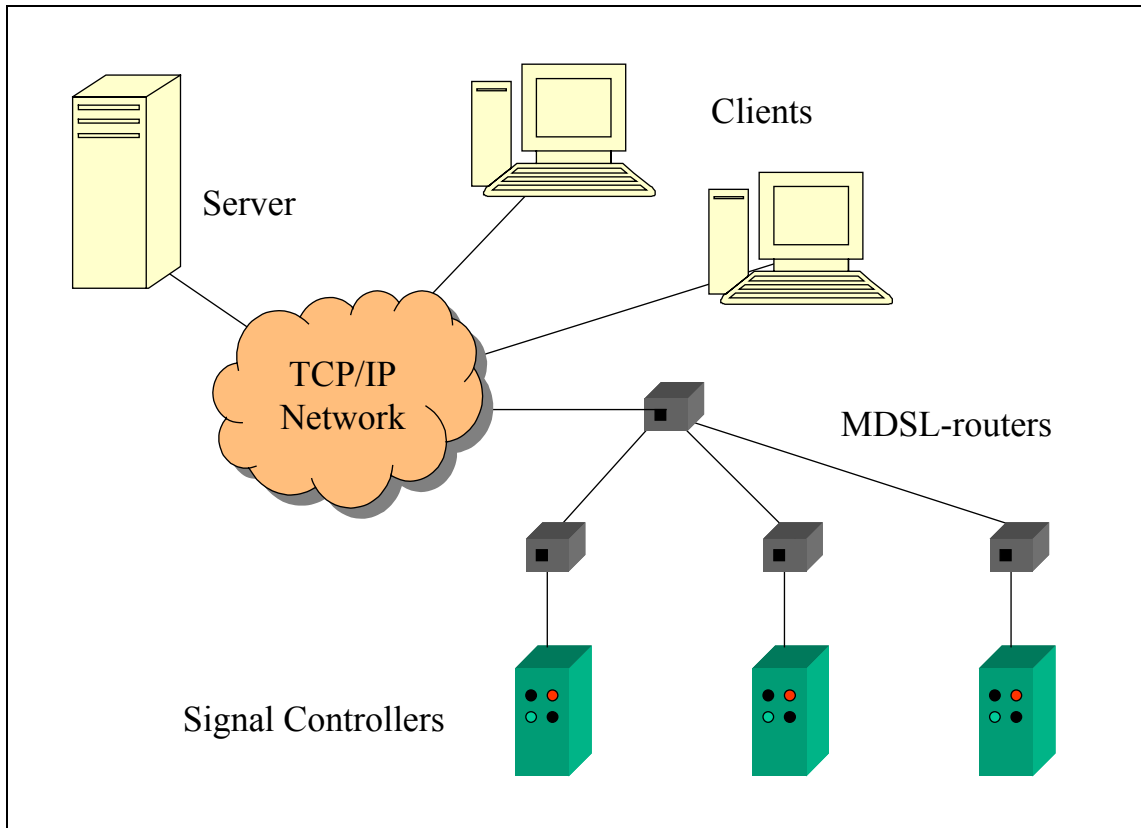 Clients
Server
TCP/IP
Network
MDSL-routers
Signal Controllers